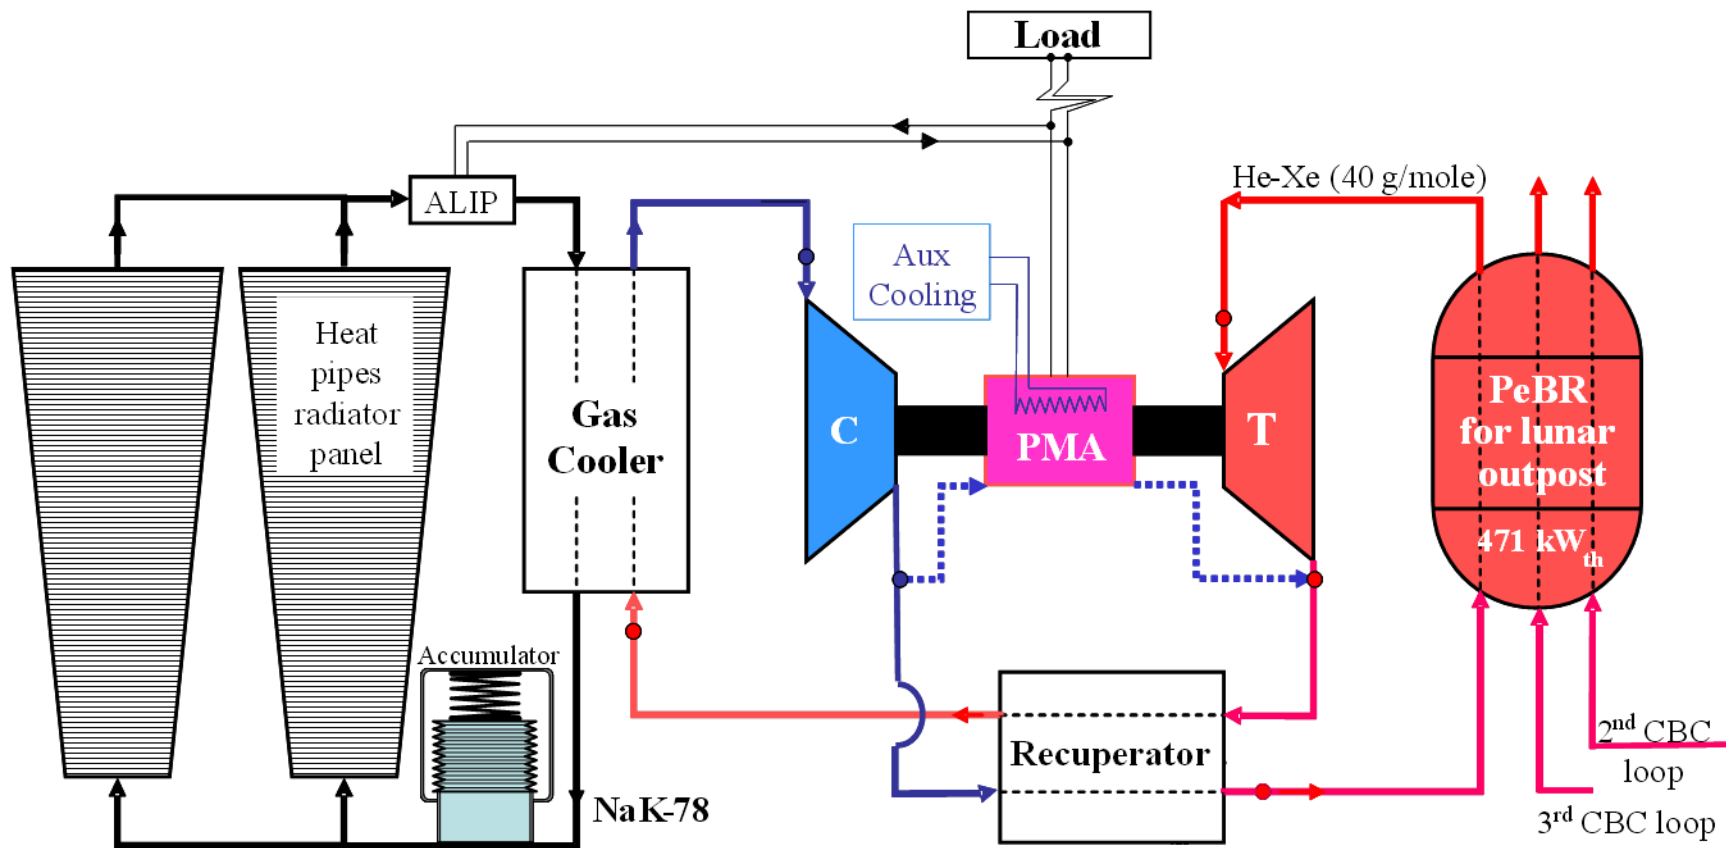 Load
He-Xe (40 g/mole)
ALIP
Aux
Cooling
Heat
pipes
radiator
panel
Gas
Cooler
C
PMA
T
PeBR
for lunar
outpost
471 kWth
Accumulator
NaK-78
Recuperator
2nd CBC
loop
3rd CBC loop